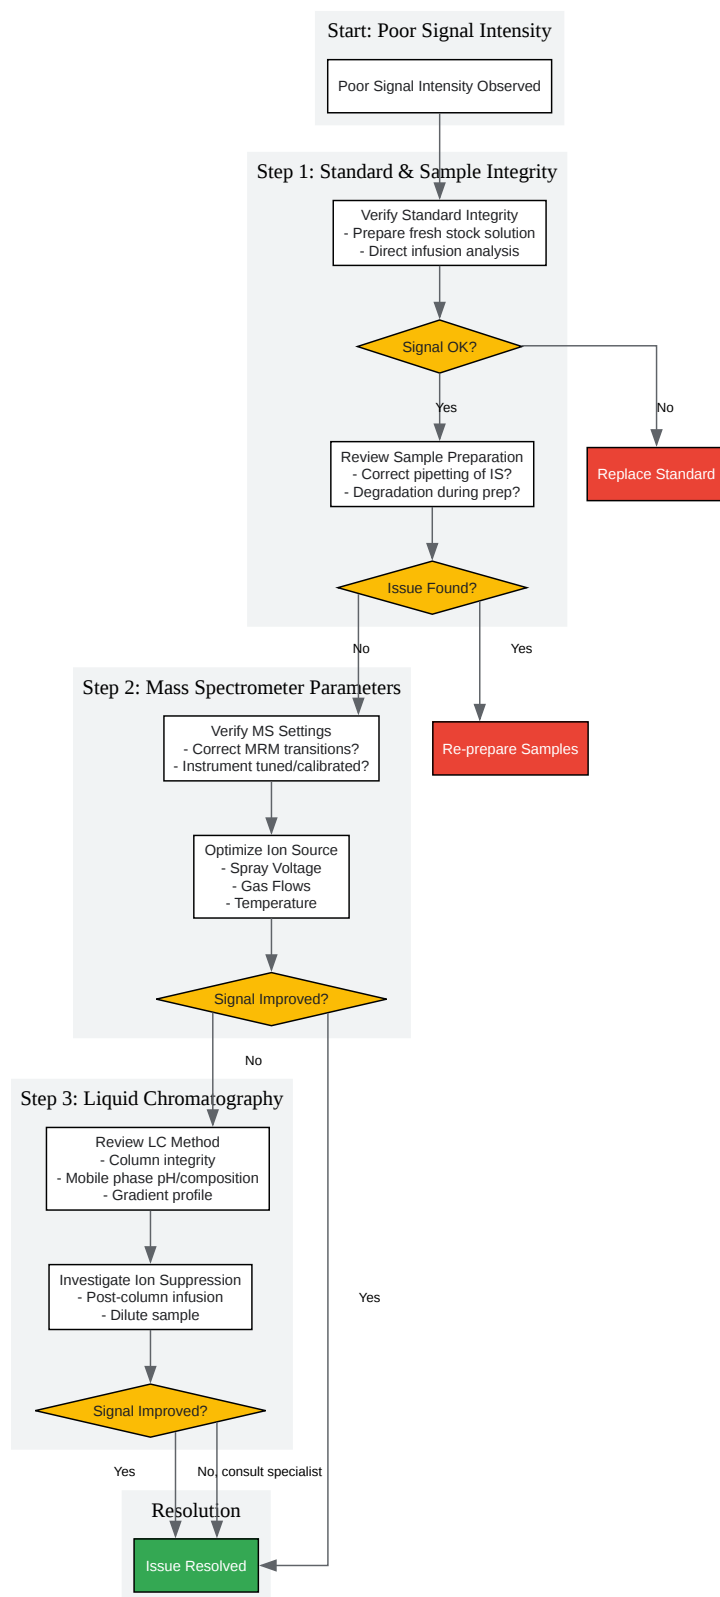 Start: Poor Signal Intensity
Poor Signal Intensity Observed
Step 1: Standard & Sample Integrity
Verify Standard Integrity
- Prepare fresh stock solution
- Direct infusion analysis
Signal OK?
Yes
No
Review Sample Preparation
- Correct pipetting of IS?
- Degradation during prep?
Replace Standard
Issue Found?
No
Yes
Step 2: Mass Spectrometer Parameters
Verify MS Settings
- Correct MRM transitions?
- Instrument tuned/calibrated?
Re-prepare Samples
Optimize Ion Source
- Spray Voltage
- Gas Flows
- Temperature
Signal Improved?
No
Step 3: Liquid Chromatography
Review LC Method
- Column integrity
- Mobile phase pH/composition
- Gradient profile
Investigate Ion Suppression
- Post-column infusion
- Dilute sample
Yes
Signal Improved?
Yes
No, consult specialist
Resolution
Issue Resolved